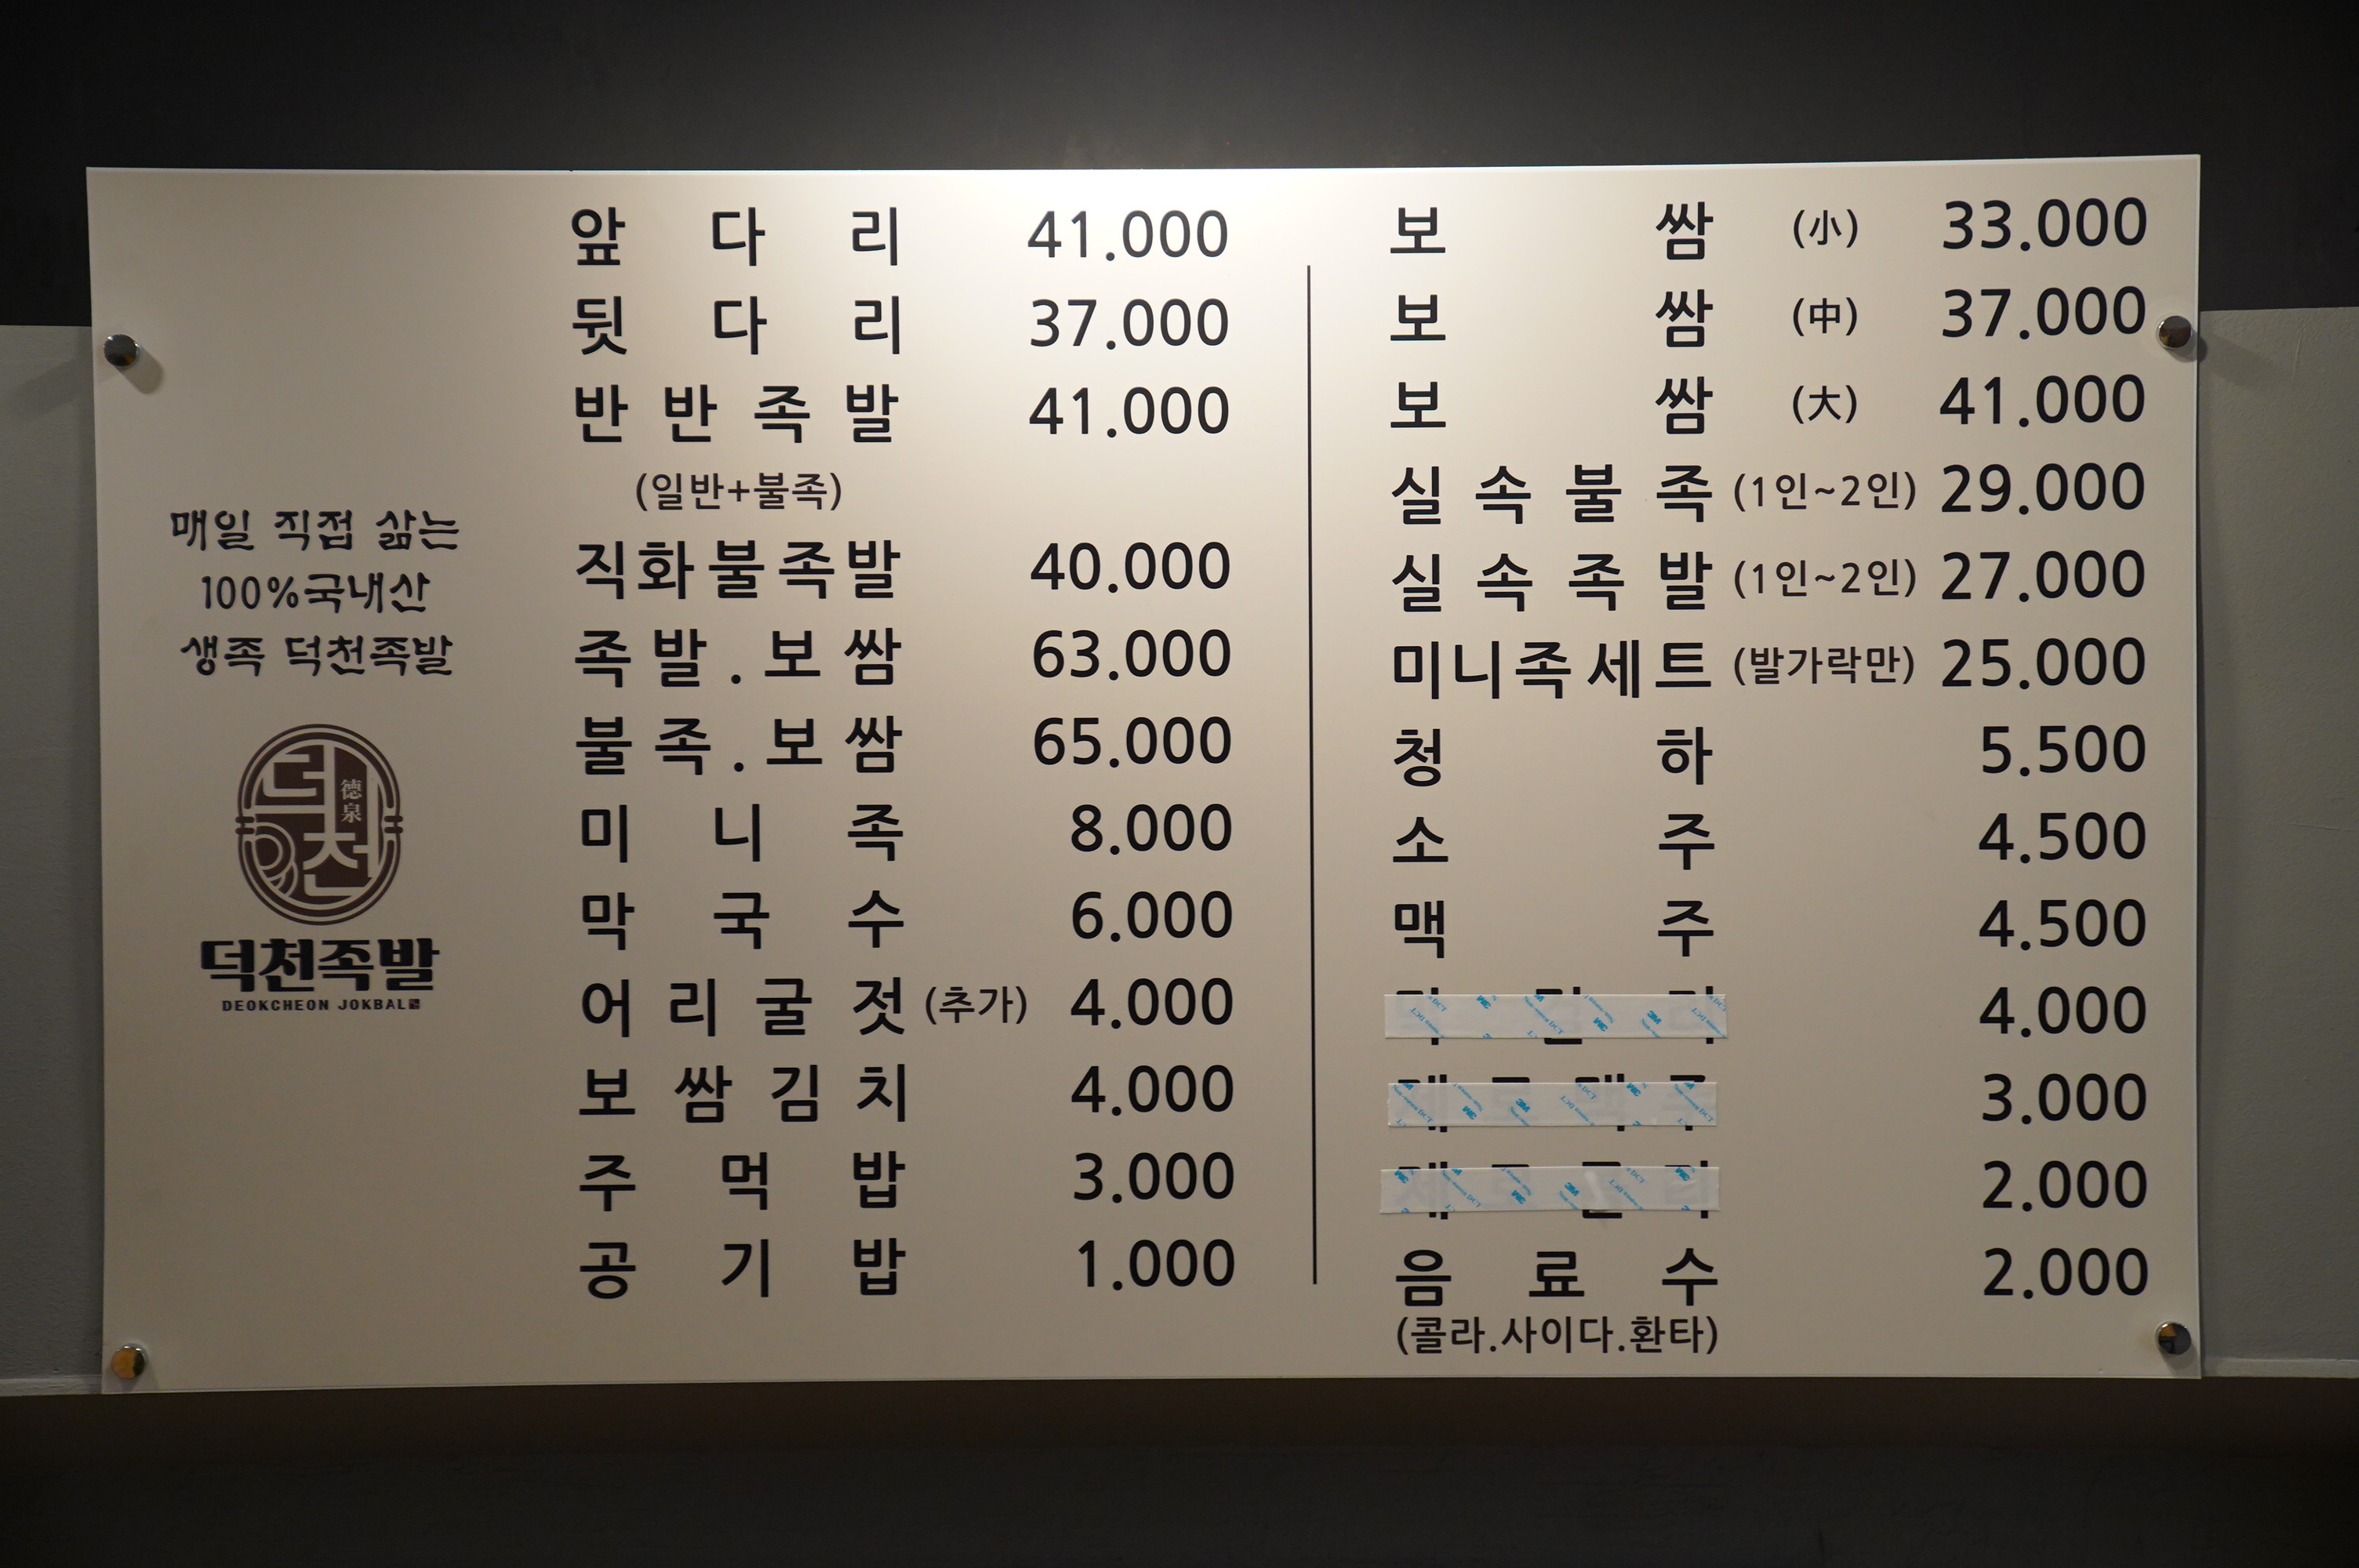 매일 직접 삶는
100%국내산
생족 덕천족발
덕천
德泉
덕천족발
DEOKCHEON JOKBAL
앞다리 41.000
뒷다리 37.000
반반족발 41.000
(일반+불족)
직화불족발 40.000
족발.보쌈 63.000
불족.보쌈 65.000
미니족 8.000
막국수 6.000
어리굴젓(추가) 4.000
보쌈김치 4.000
주먹밥 3.000
공기밥 1.000
보쌈 (小) 33.000
보쌈 (中) 37.000
보쌈 (大) 41.000
실속불족(1인~2인) 29.000
실속족발(1인~2인) 27.000
미니족세트(발가락만) 25.000
청하 5.500
소주 4.500
맥주 4.500
4.000
3.000
2.000
음료수 2.000
(콜라.사이다.환타)